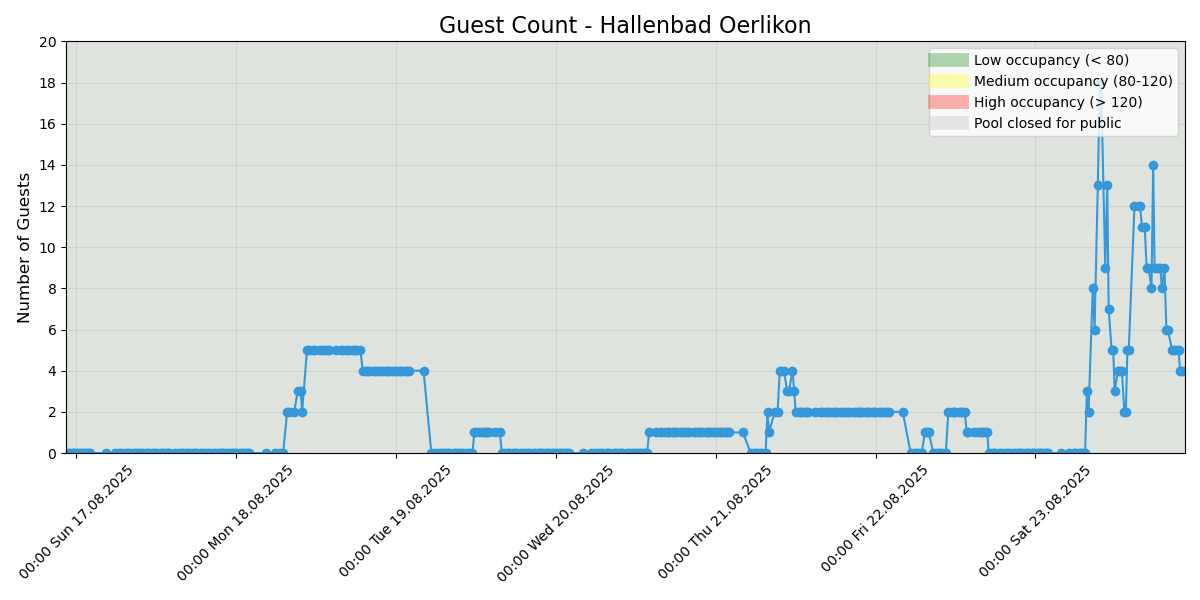 Guest Count - Hallenbad Oerlikon
Number of Guests
20
18
16
14
12
10
8
6
4
2
0
Low occupancy (< 80)
Medium occupancy (80-120)
High occupancy (> 120)
Pool closed for public
00:00 Sun 17.08.2025
00:00 Mon 18.08.2025
00:00 Tue 19.08.2025
00:00 Wed 20.08.2025
00:00 Thu 21.08.2025
00:00 Fri 22.08.2025
00:00 Sat 23.08.2025